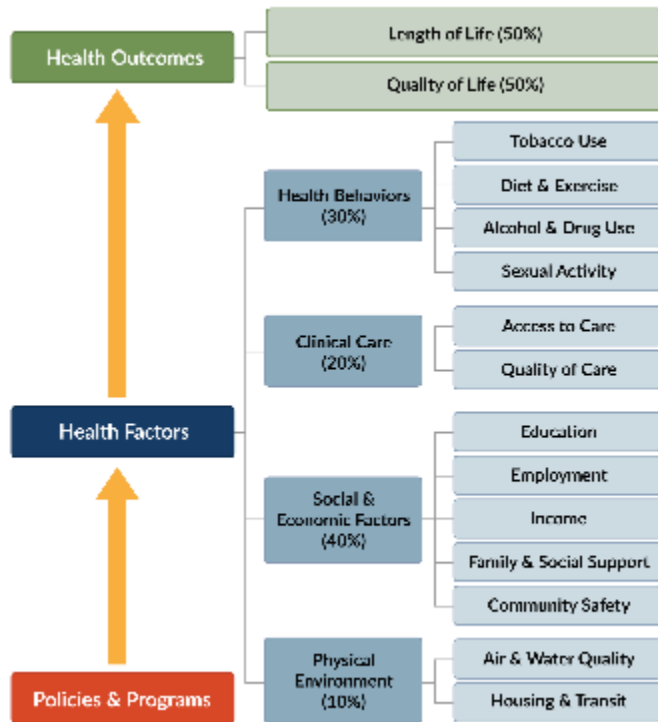 Health Outcomes
Length of Life (50%)
Quality of Life (50%)
Health Factors
Health Behaviors
(30%)
Tobacco Use
Diet & Exercise
Alcohol & Drug Use
Sexual Activity
Clinical Care
(20%)
Access to Care
Quality of Care
Social &
Economic Factors
(40%)
Education
Employment
Income
Family & Social Support
Community Safety
Physical
Environment
(10%)
Air & Water Quality
Housing & Transit
Policies & Programs